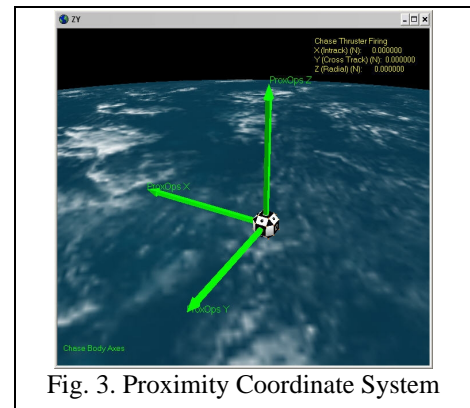 ZY
Chase Thruster Firing
X (Intrack) (N): 0.000000
Y (Cross Track) (N): 0.000000
Z (Radial) (N): 0.000000
ProxOps Z
ProxOps X
ProxOps Y
Chase Body Axes
Fig. 3. Proximity Coordinate System